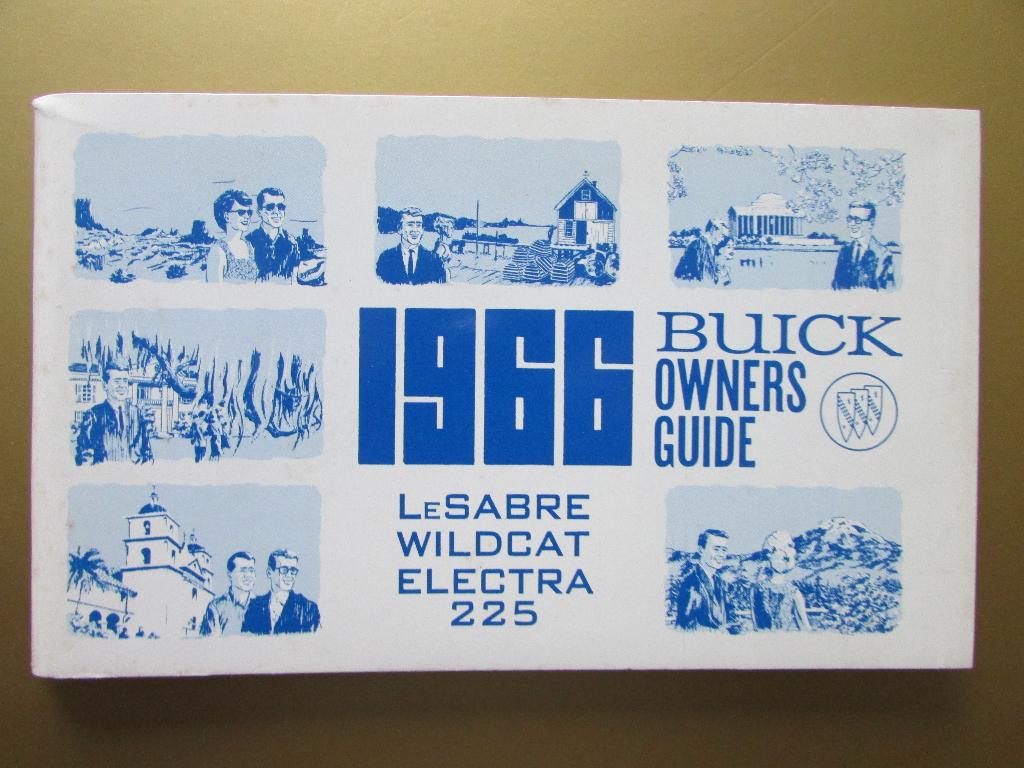 1966
BUICK
OWNERS
GUIDE
LeSABRE
WILDCAT
ELECTRA
225